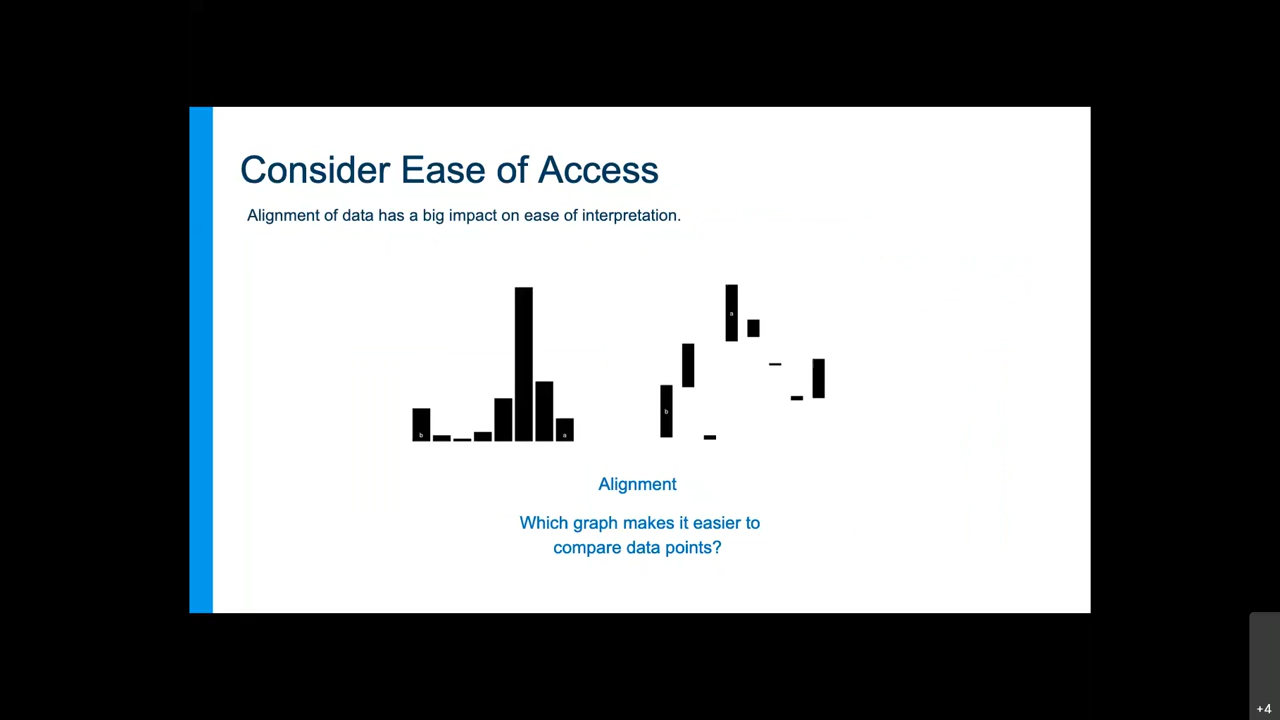 Consider Ease of Access
Alignment of data has a big impact on ease of interpretation.
b
a
b
a
Alignment
Which graph makes it easier to
compare data points?
+4